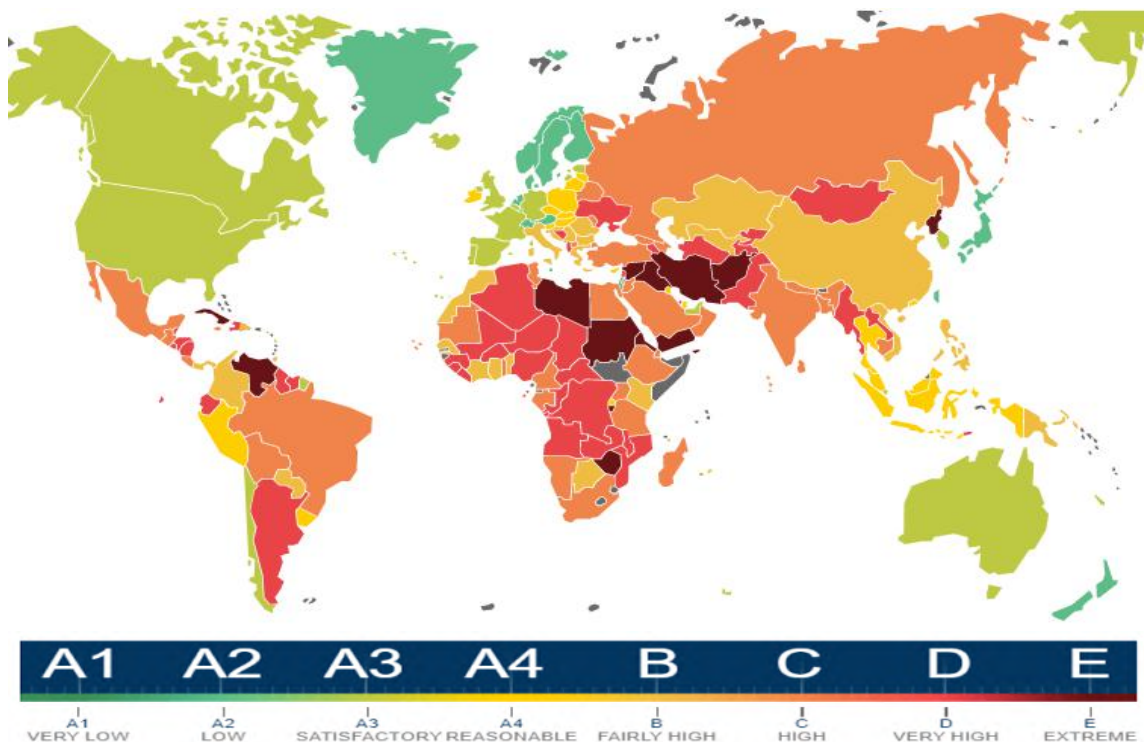 A1 A2 A3 A4 B C D E
A1 A2 A3 A4 B C D E
VERY LOW LOW SATISFACTORY REASONABLE FAIRLY HIGH HIGH VERY HIGH EXTREME